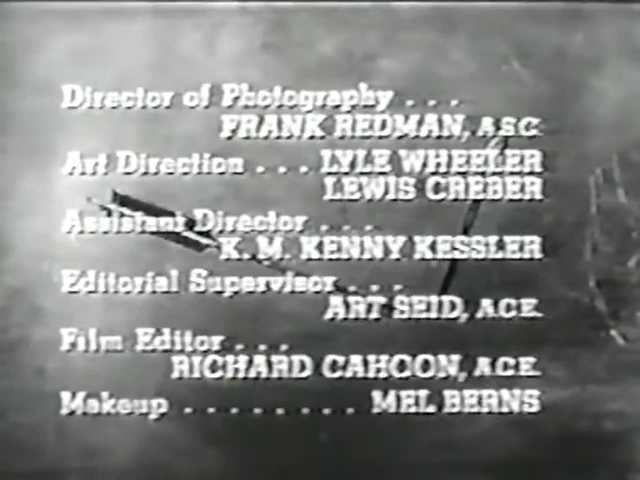 Director of Photography . . .
FRANK REDMAN, A.S.C.
Art Direction . . . LYLE WHEELER
LEWIS CREBER
Assistant Director . . .
K. M. KENNY KESSLER
Editorial Supervisor . . .
ART SEID, A.C.E.
Film Editor . . .
RICHARD CAHOON, A.C.E.
Makeup . . . . . . . . MEL BERNS